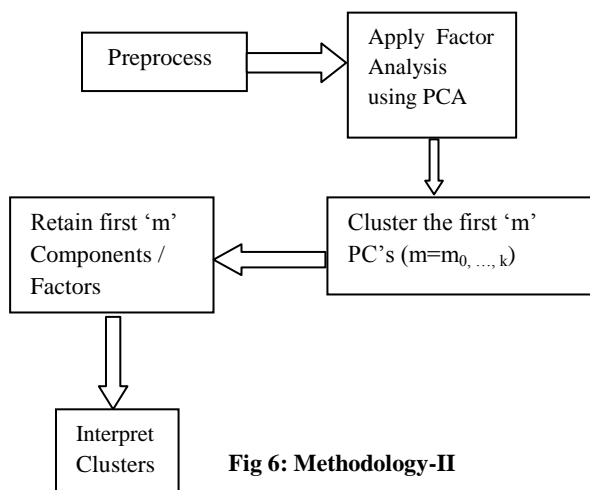 Preprocess
Apply Factor
Analysis
using PCA
Cluster the first ‘m’
PC’s (m=m0, …, k)
Retain first ‘m’
Components /
Factors
Interpret
Clusters
Fig 6: Methodology-II